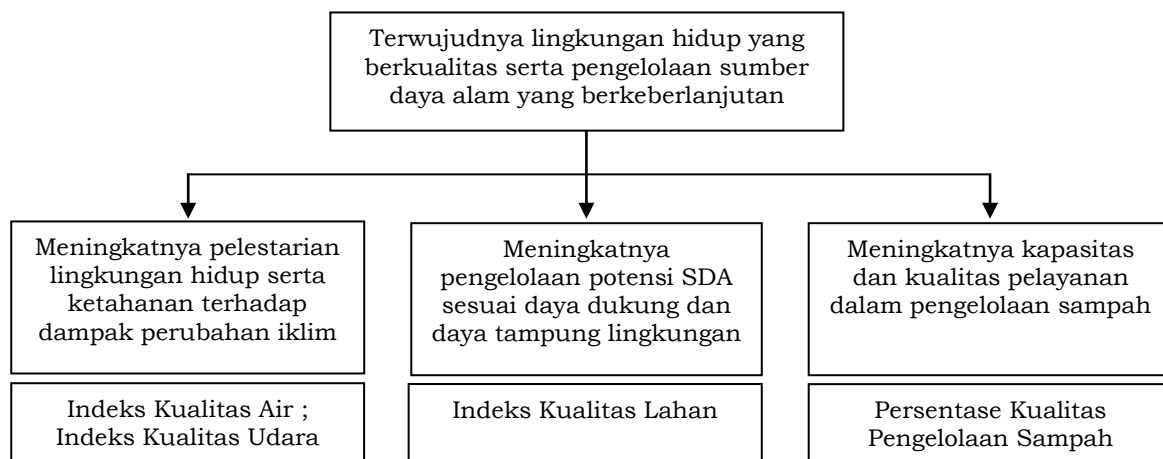 Terwujudnya lingkungan hidup yang
berkualitas serta pengelolaan sumber
daya alam yang berkeberlanjutan
Meningkatnya pelestarian
lingkungan hidup serta
ketahanan terhadap
dampak perubahan iklim
Meningkatnya
pengelolaan potensi SDA
sesuai daya dukung dan
daya tampung lingkungan
Meningkatnya kapasitas
dan kualitas pelayanan
dalam pengelolaan sampah
Indeks Kualitas Air ;
Indeks Kualitas Udara
Indeks Kualitas Lahan
Persentase Kualitas
Pengelolaan Sampah